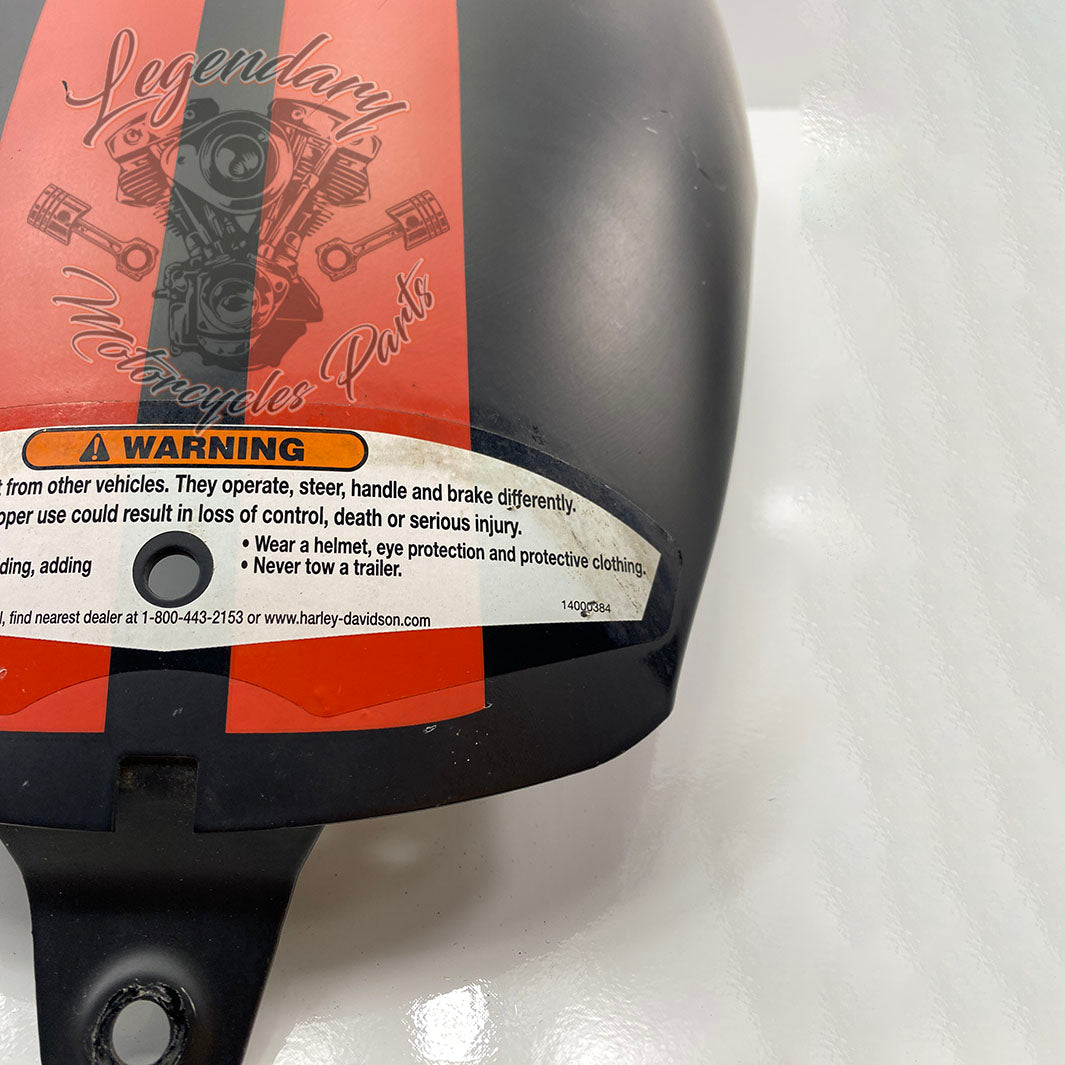 Legendary
Motorcycles Parts
WARNING
from other vehicles. They operate, steer, handle and brake differently.
use could result in loss of control, death or serious injury.
adding
• Wear a helmet, eye protection and protective clothing.
• Never tow a trailer.
14000384
find nearest dealer at 1-800-443-2153 or www.harley-davidson.com